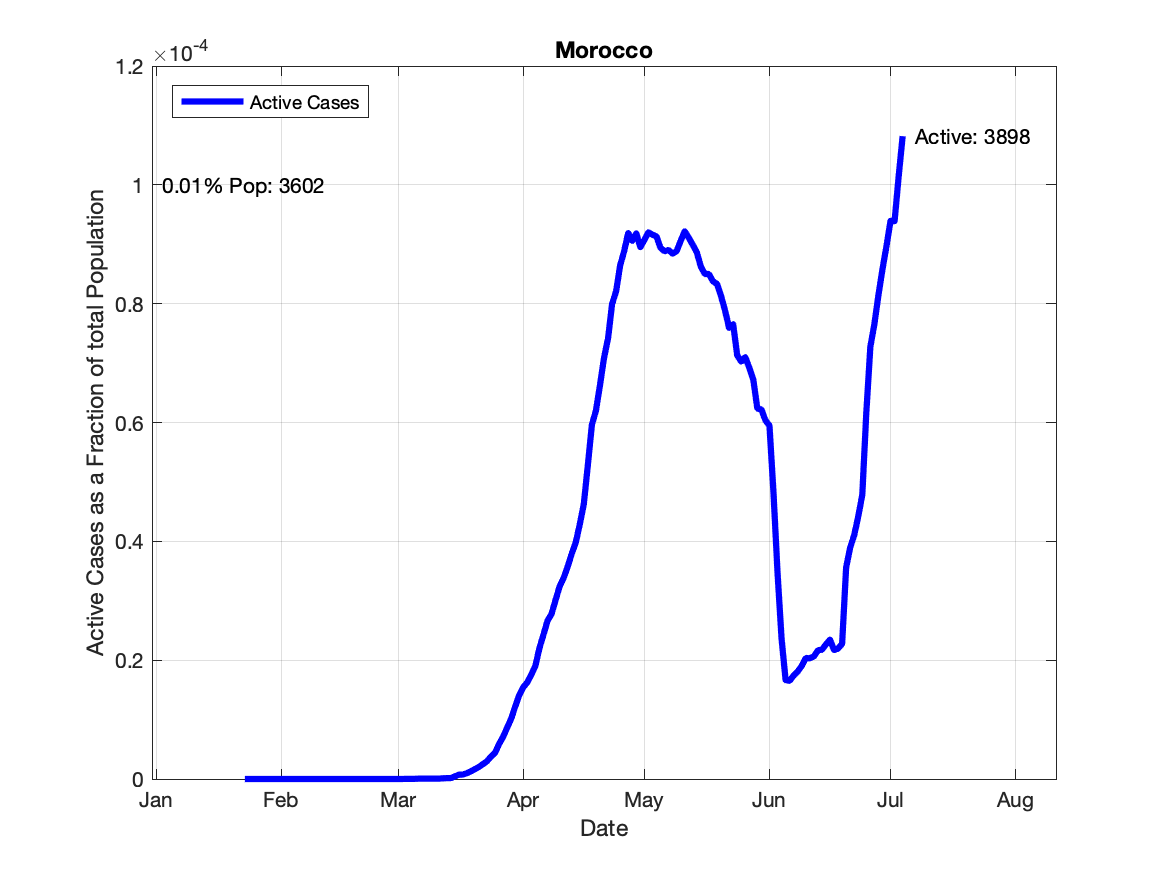 Morocco
×10-4
1.2
1
0.8
0.6
0.4
0.2
0
Active Cases
Active: 3898
0.01% Pop: 3602
Active Cases as a Fraction of total Population
Jan Feb Mar Apr May Jun Jul Aug
Date